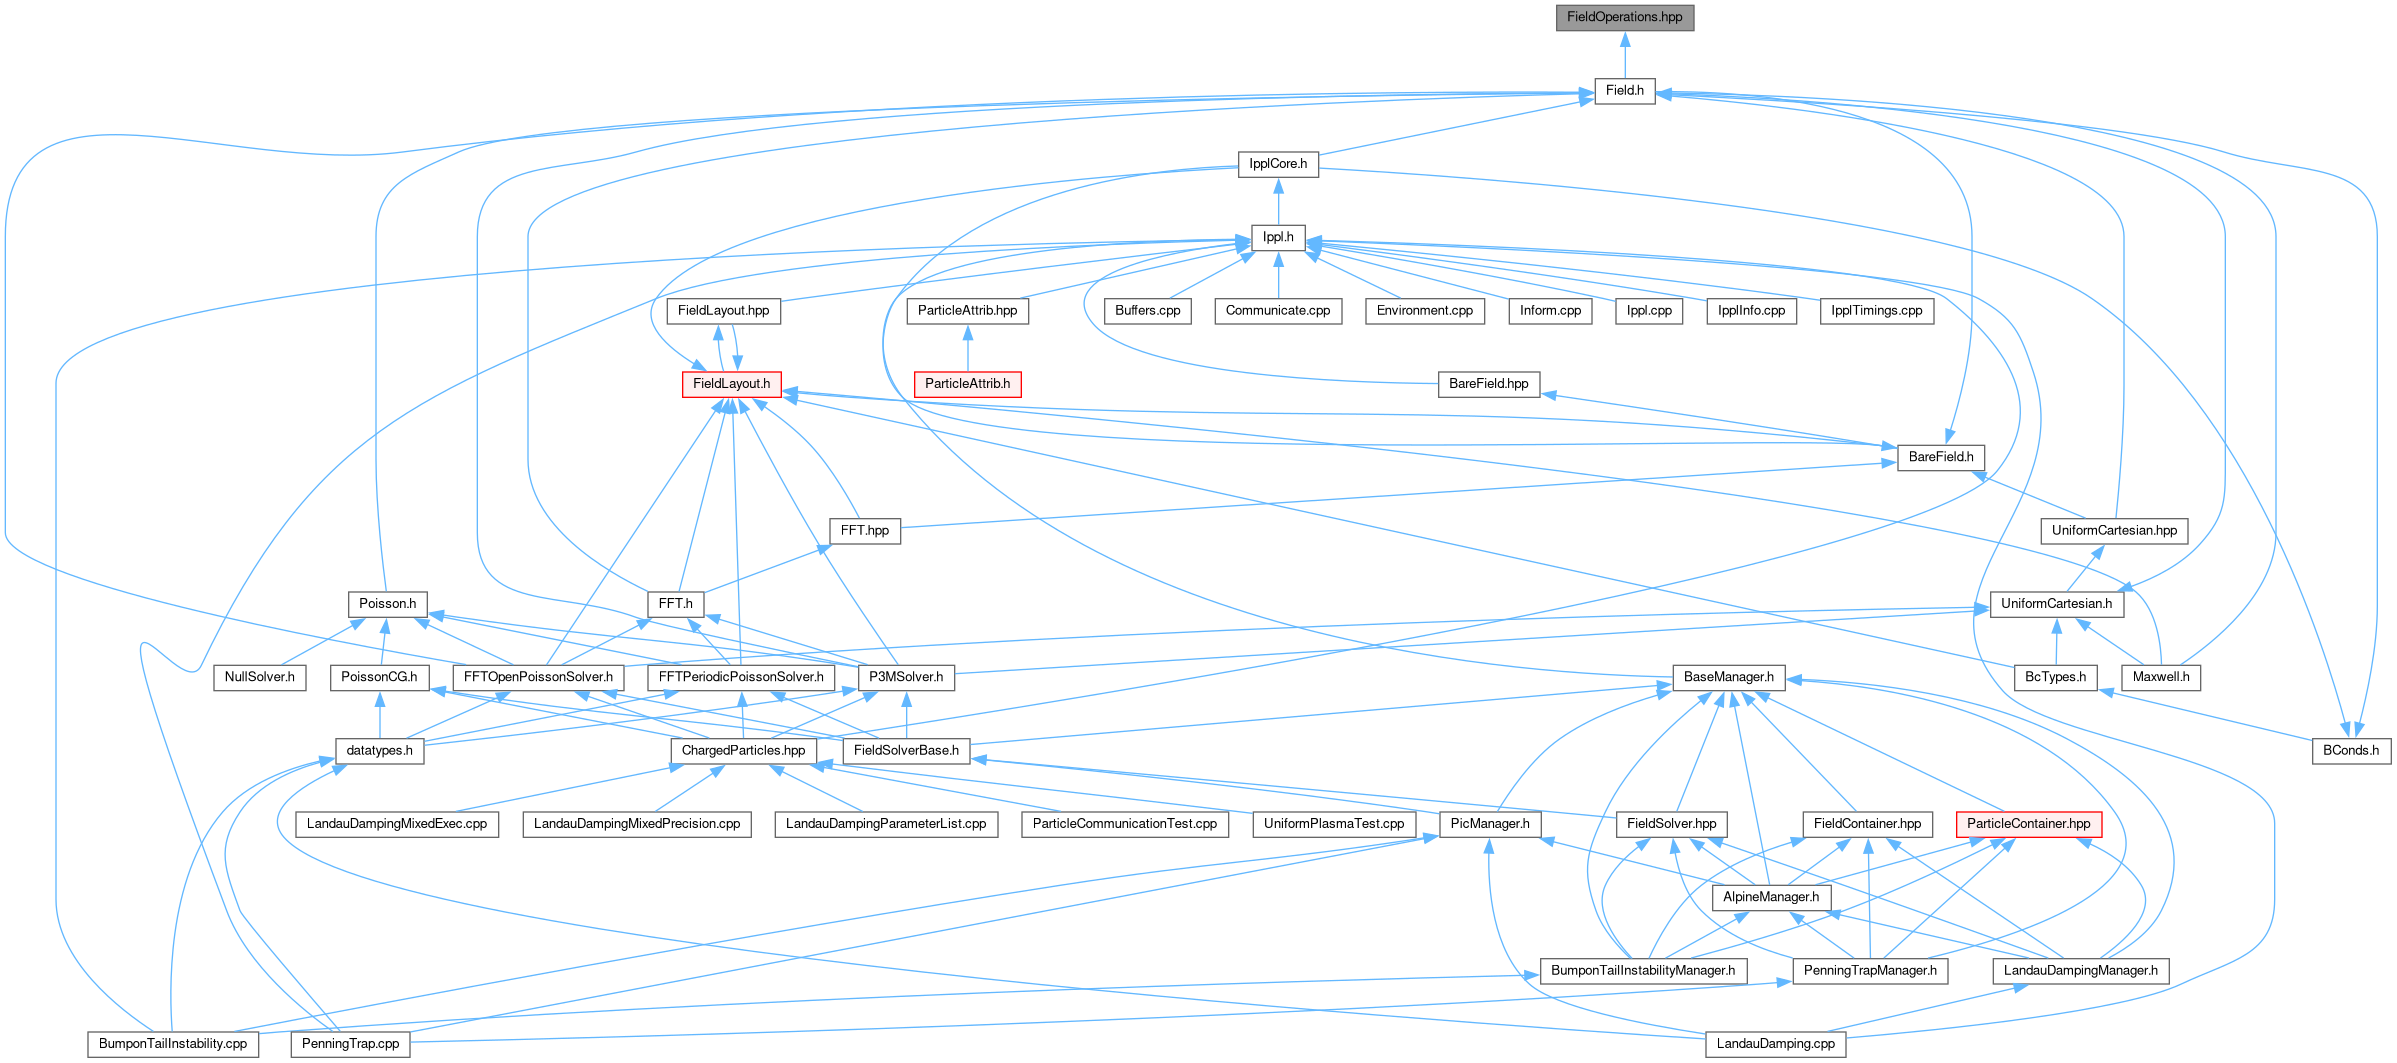 FieldOperations.hpp
Field.h
IpplCore.h
Ippl.h
FieldLayout.hpp
ParticleAttrib.hpp
Buffers.cpp
Communicate.cpp
Environment.cpp
Inform.cpp
Ippl.cpp
IpplInfo.cpp
IpplTimings.cpp
FieldLayout.h
ParticleAttrib.h
BareField.hpp
BareField.h
FFT.hpp
UniformCartesian.hpp
Poisson.h
FFT.h
UniformCartesian.h
NullSolver.h
PoissonCG.h
FFTOpenPoissonSolver.h
FFTPeriodicPoissonSolver.h
P3MSolver.h
BaseManager.h
BcTypes.h
Maxwell.h
datatypes.h
ChargedParticles.hpp
FieldSolverBase.h
BConds.h
LandauDampingMixedExec.cpp
LandauDampingMixedPrecision.cpp
LandauDampingParameterList.cpp
ParticleCommunicationTest.cpp
UniformPlasmaTest.cpp
PicManager.h
FieldSolver.hpp
FieldContainer.hpp
ParticleContainer.hpp
AlpineManager.h
BumponTailInstabilityManager.h
PenningTrapManager.h
LandauDampingManager.h
BumponTailInstability.cpp
PenningTrap.cpp
LandauDamping.cpp